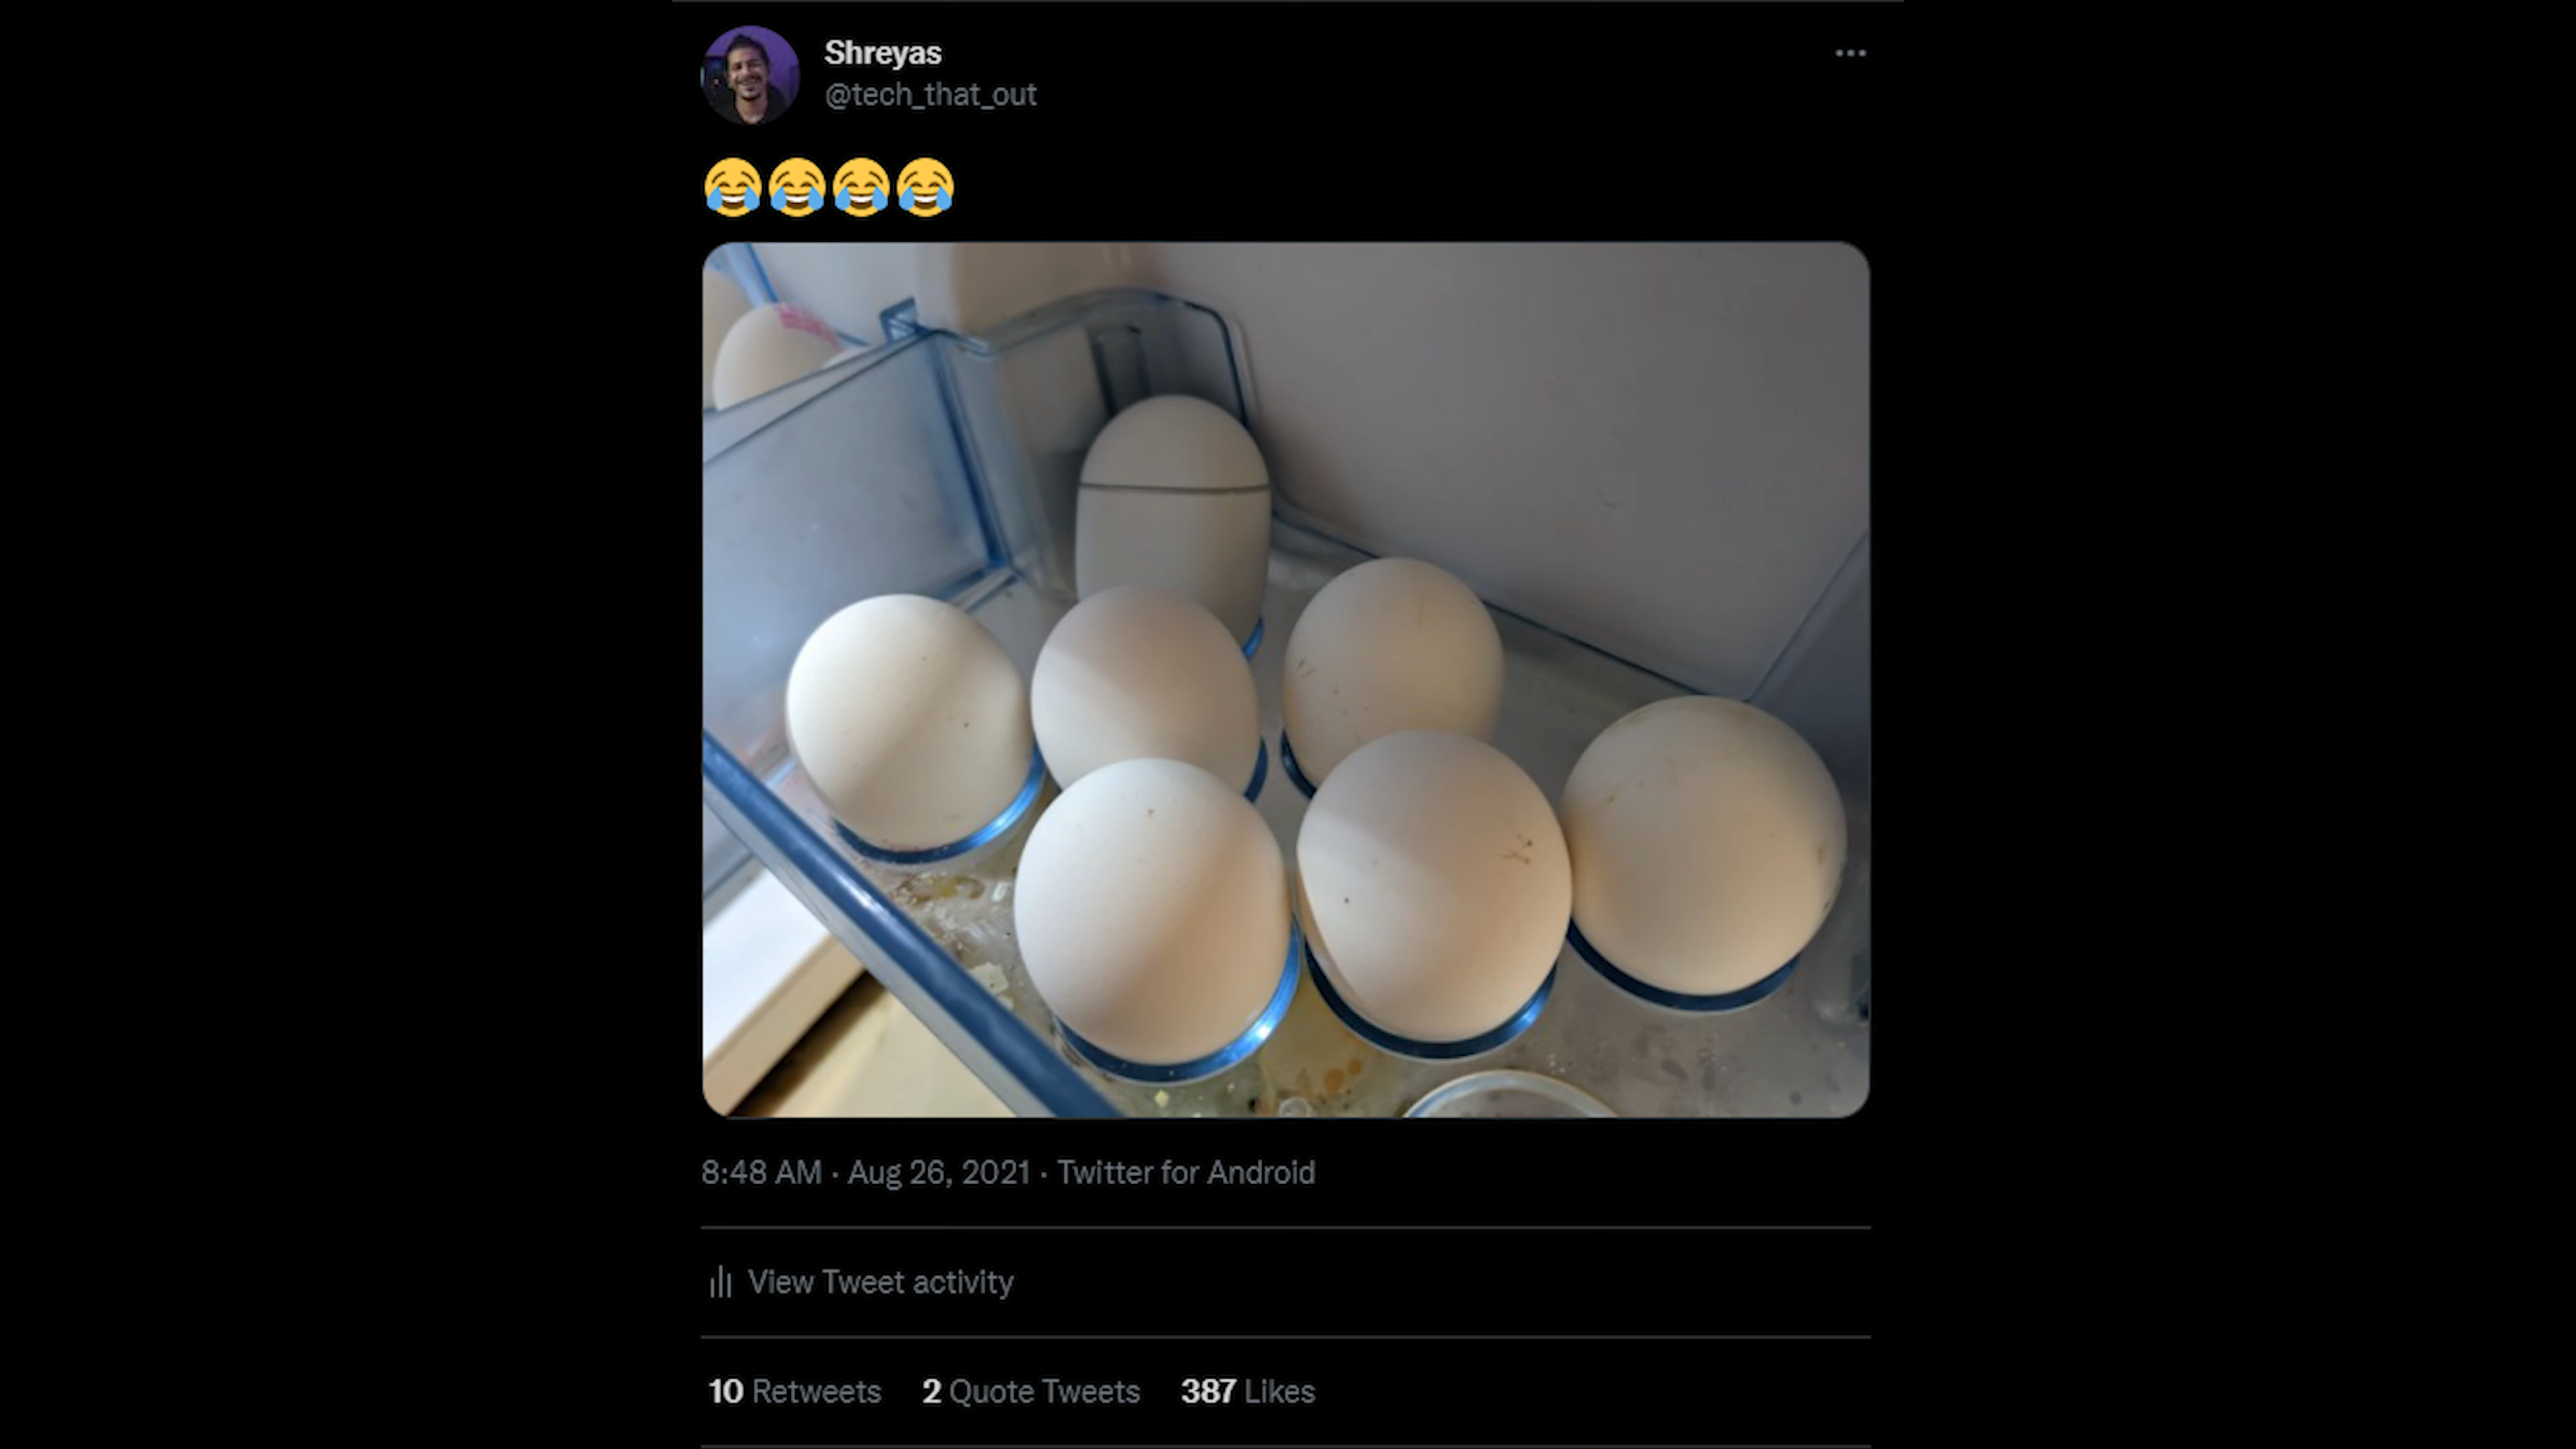 Shreyas
@tech_that_out
😂😂😂😂
8:48 AM · Aug 26, 2021 · Twitter for Android
View Tweet activity
10 Retweets 2 Quote Tweets 387 Likes